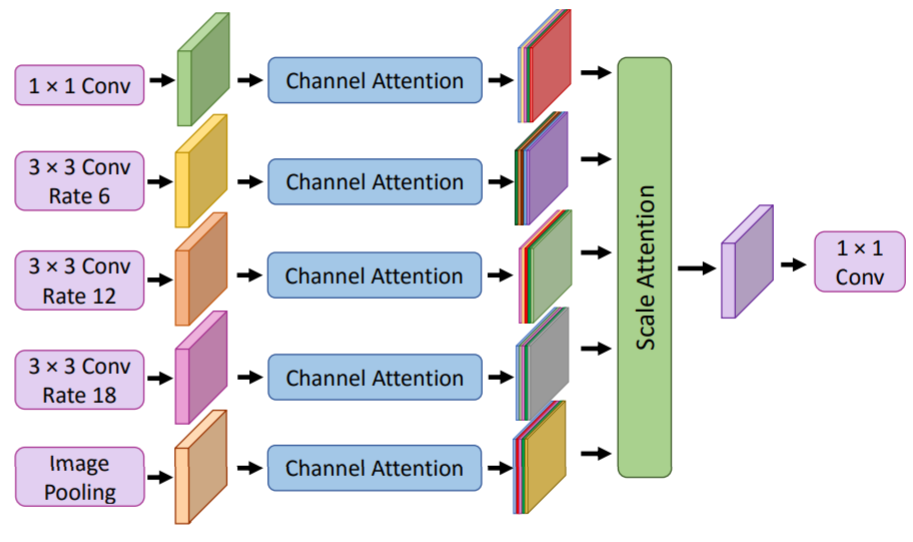 1 × 1 Conv
Channel Attention
3 × 3 Conv
Rate 6
Channel Attention
3 × 3 Conv
Rate 12
Channel Attention
3 × 3 Conv
Rate 18
Channel Attention
Image
Pooling
Channel Attention
Scale Attention
1 × 1
Conv